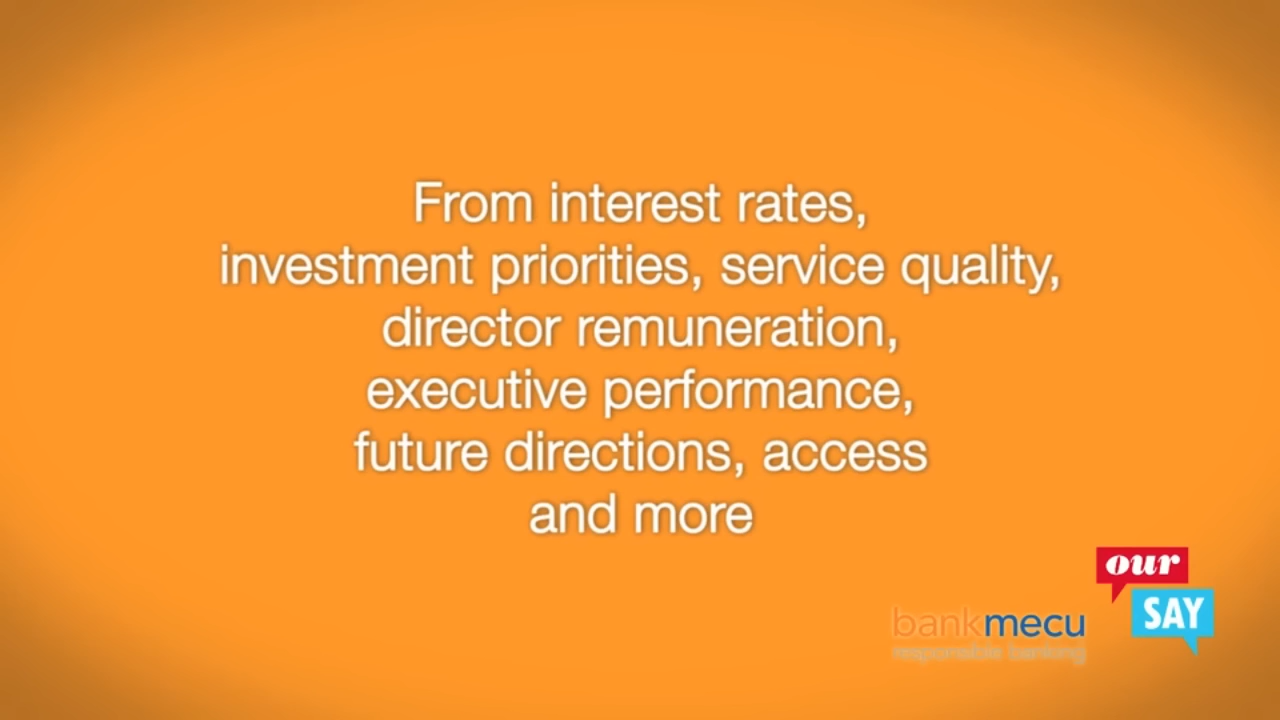 From interest rates,
investment priorities, service quality,
director remuneration,
executive performance,
future directions, access
and more
our
SAY
bankmecu
responsible banking